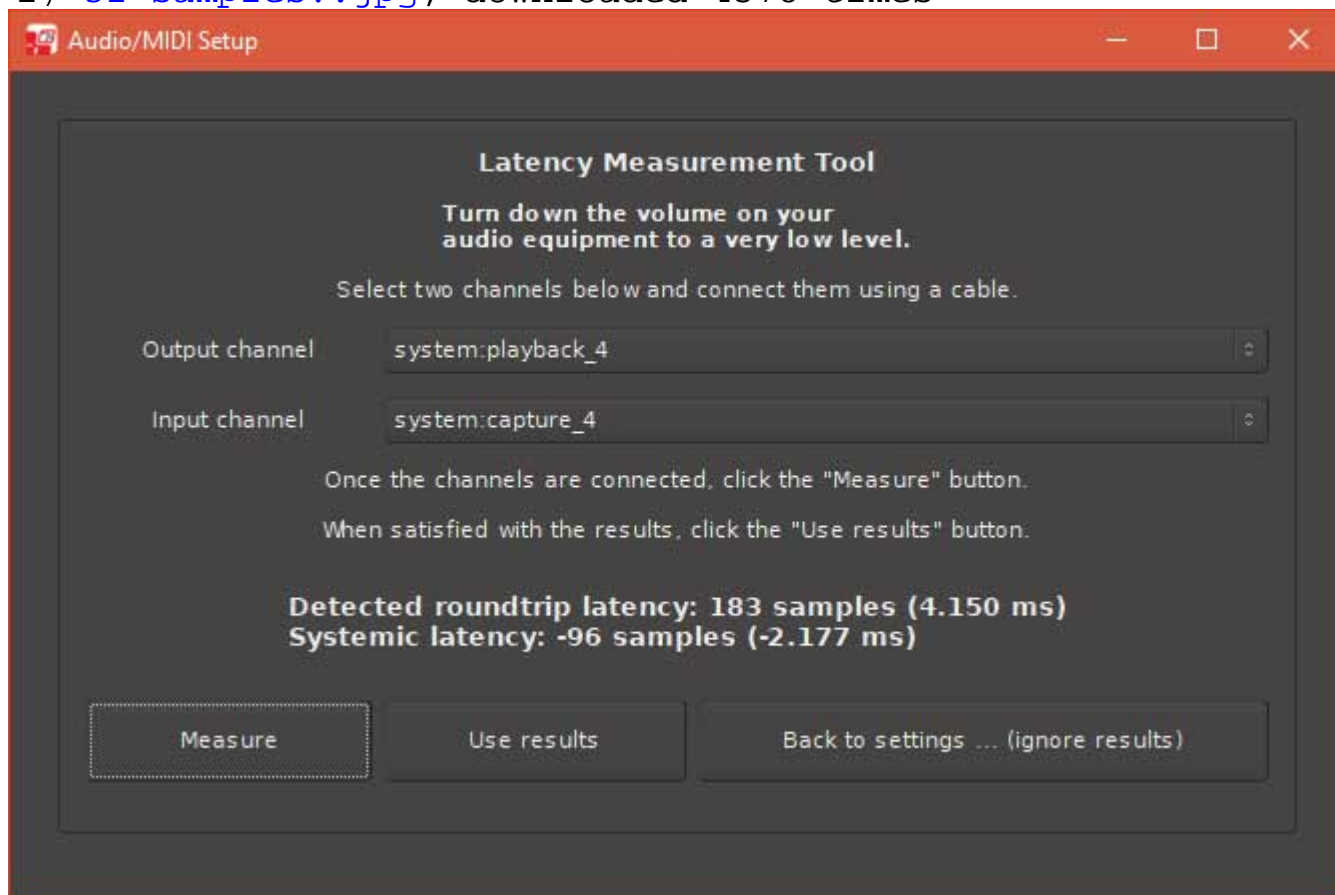 Audio/MIDI Setup
Latency Measurement Tool
Turn down the volume on your
audio equipment to a very low level.
Select two channels below and connect them using a cable.
Output channel system:playback_4
Input channel system:capture_4
Once the channels are connected, click the "Measure" button.
When satisfied with the results, click the "Use results" button.
Detected roundtrip latency: 183 samples (4.150 ms)
Systemic latency: -96 samples (-2.177 ms)
Measure Use results Back to settings ... (ignore results)